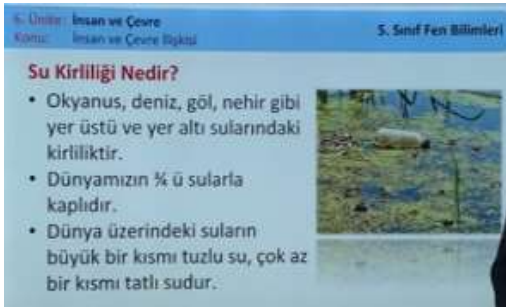 6. Ünite: İnsan ve Çevre
Konu: İnsan ve Çevre İlişkisi
5. Sınıf Fen Bilimleri
Su Kirliliği Nedir?
• Okyanus, deniz, göl, nehir gibi
yer üstü ve yer altı sularındaki
kirliliktir.
• Dünyamızın ¾ ü sularla
kaplıdır.
• Dünya üzerindeki suların
büyük bir kısmı tuzlu su, çok az
bir kısmı tatlı sudur.